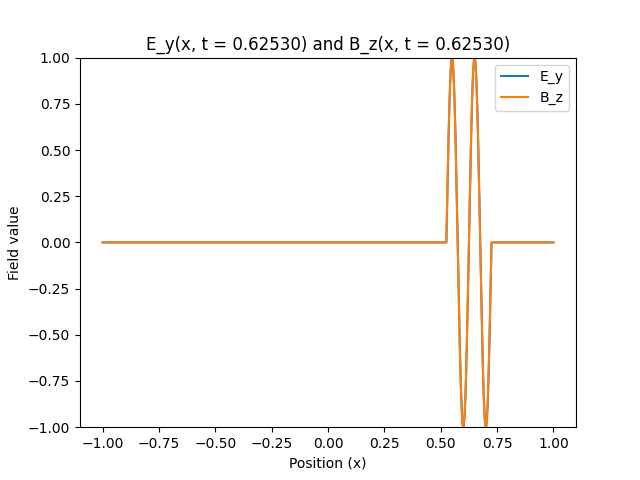 E_y(x, t = 0.62530) and B_z(x, t = 0.62530)
1.00
0.75
0.50
0.25
0.00
−0.25
−0.50
−0.75
−1.00
Field value
E_y
B_z
−1.00 −0.75 −0.50 −0.25 0.00 0.25 0.50 0.75 1.00
Position (x)